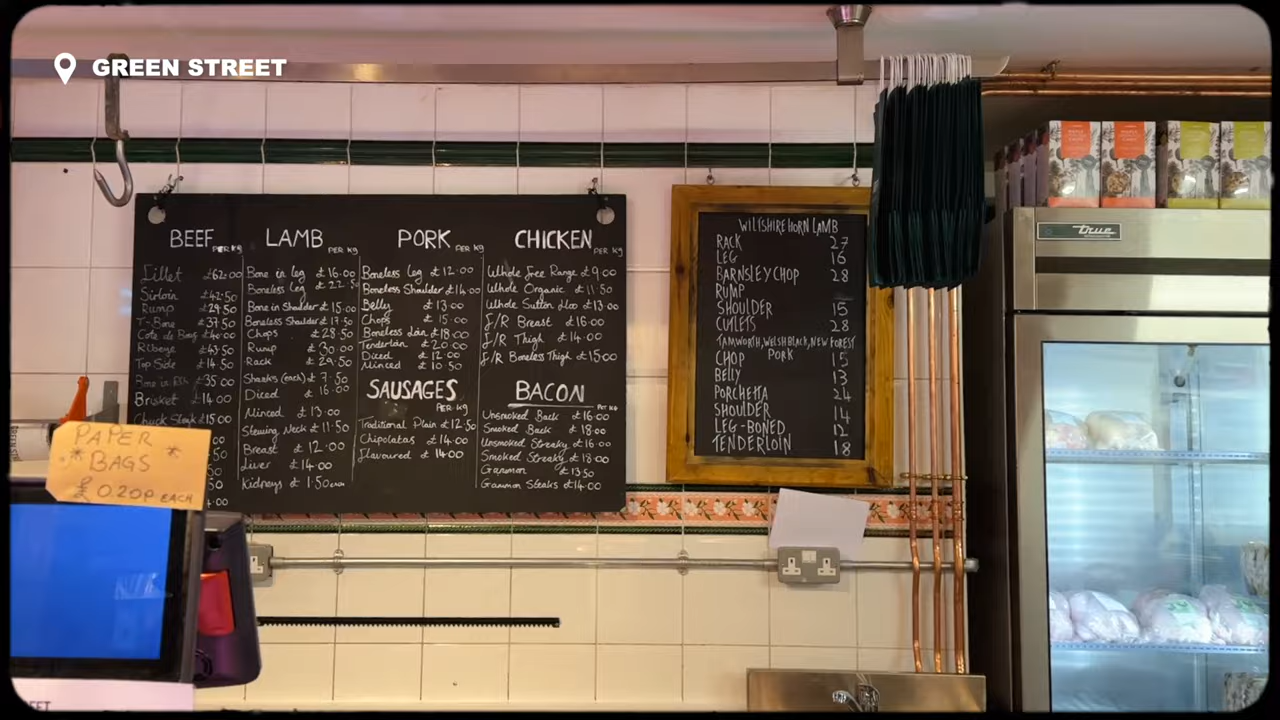 GREEN STREET
BEEF
PER KG
Fillet £62.00
Sirloin £42.50
Rump £29.50
T-Bone £37.50
Cote de Boeuf £40.00
Ribeye £43.50
Top Side £14.50
Bone in Rib £35.00
Brisket £14.00
Chuck Steak £15.00
LAMB
PER KG
Bone in leg £16.00
Boneless leg £22.50
Bone in Shoulder £15.00
Boneless Shoulder £17.50
Chops £28.50
Rump £30.00
Rack £29.50
Shanks (each) £7.50
Diced £16.00
Minced £13.00
Stewing Neck £11.50
Breast £12.00
Liver £14.00
Kidneys £1.50 each
PORK
PER KG
Boneless Leg £12.00
Boneless Shoulder £14.00
Belly £13.00
Chops £15.00
Boneless Loin £18.00
Tenderloin £20.00
Diced £12.00
Minced £10.50
SAUSAGES
PER KG
Traditional Plain £12.50
Chipolatas £14.00
Flavoured £14.00
CHICKEN
PER KG
Whole Free Range £9.00
Whole Organic £11.50
Whole Sutton Hoo £13.00
F/R Breast £16.00
F/R Thigh £14.00
F/R Boneless Thigh £15.00
BACON
PER KG
Unsmoked Back £16.00
Smoked Back £18.00
Unsmoked Streaky £16.00
Smoked Streaky £18.00
Gammon £13.50
Gammon Steaks £14.00
WILTSHIRE HORN LAMB
RACK 27
LEG 16
BARNSLEY CHOP 28
RUMP
SHOULDER 15
CUTLETS 28
TAMWORTH, WELSH BLACK, NEW FOREST
PORK
CHOP 15
BELLY 13
PORCHETTA 24
SHOULDER 14
LEG-BONED 12
TENDERLOIN 18
PAPER
* BAGS *
£ 0.20P EACH
true